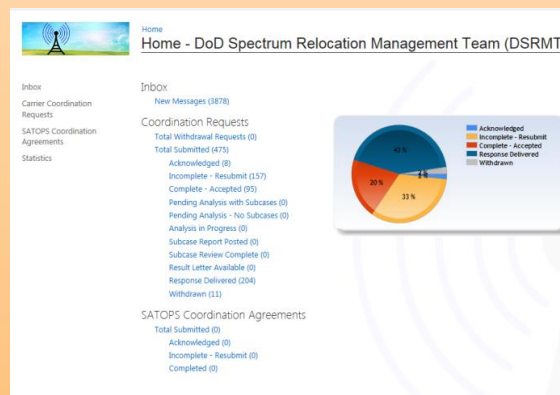 Home
Home - DoD Spectrum Relocation Management Team (DSRMT
Inbox
Carrier Coordination
Requests
SATOPS Coordination
Agreements
Statistics
Inbox
New Messages (3878)
Coordination Requests
Total Withdrawal Requests (0)
Total Submitted (475)
Acknowledged (8)
Incomplete - Resubmit (157)
Complete - Accepted (95)
Pending Analysis with Subcases (0)
Pending Analysis - No Subcases (0)
Analysis in Progress (0)
Subcase Report Posted (0)
Subcase Review Complete (0)
Result Letter Available (0)
Response Delivered (204)
Withdrawn (11)
SATOPS Coordination Agreements
Total Submitted (0)
Acknowledged (0)
Incomplete - Resubmit (0)
Completed (0)
43 %
20 %
33 %
Acknowledged
Incomplete - Resubmit
Complete - Accepted
Response Delivered
Withdrawn